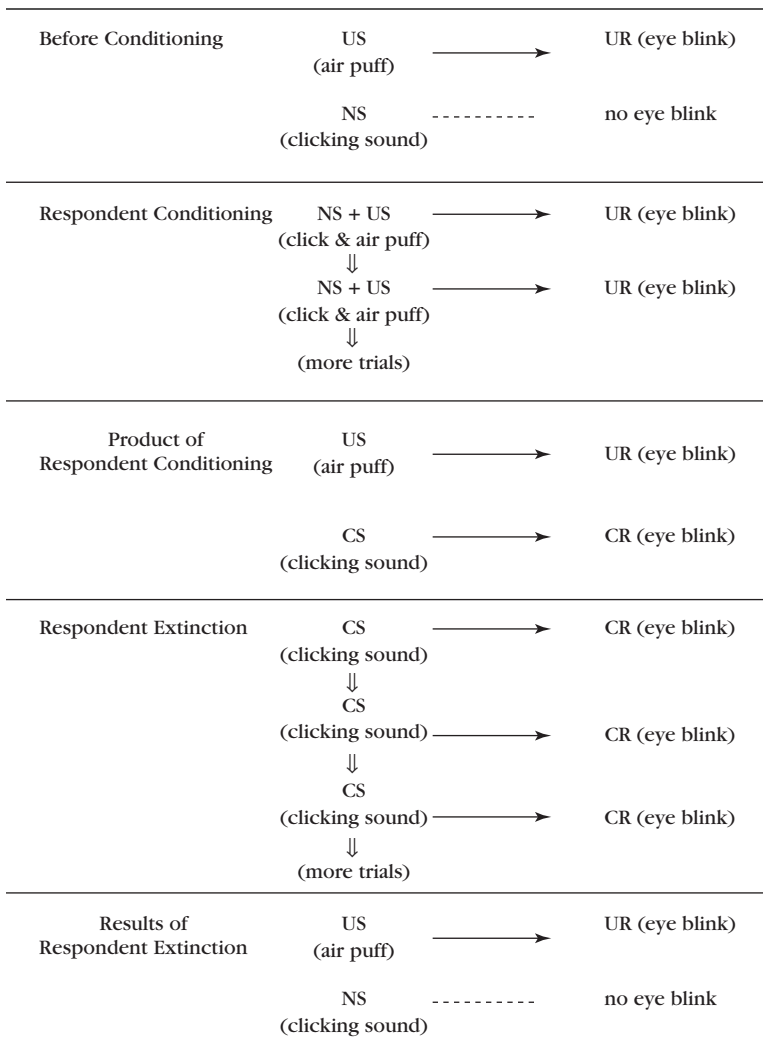 Before Conditioning US UR (eye blink)
(air puff)
NS no eye blink
(clicking sound)
Respondent Conditioning NS + US UR (eye blink)
(click & air puff)
⇓
NS + US UR (eye blink)
(click & air puff)
⇓
(more trials)
Product of US UR (eye blink)
Respondent Conditioning (air puff)
CS CR (eye blink)
(clicking sound)
Respondent Extinction CS CR (eye blink)
(clicking sound)
⇓
CS
(clicking sound) CR (eye blink)
⇓
CS
(clicking sound) CR (eye blink)
⇓
(more trials)
Results of US UR (eye blink)
Respondent Extinction (air puff)
NS no eye blink
(clicking sound)